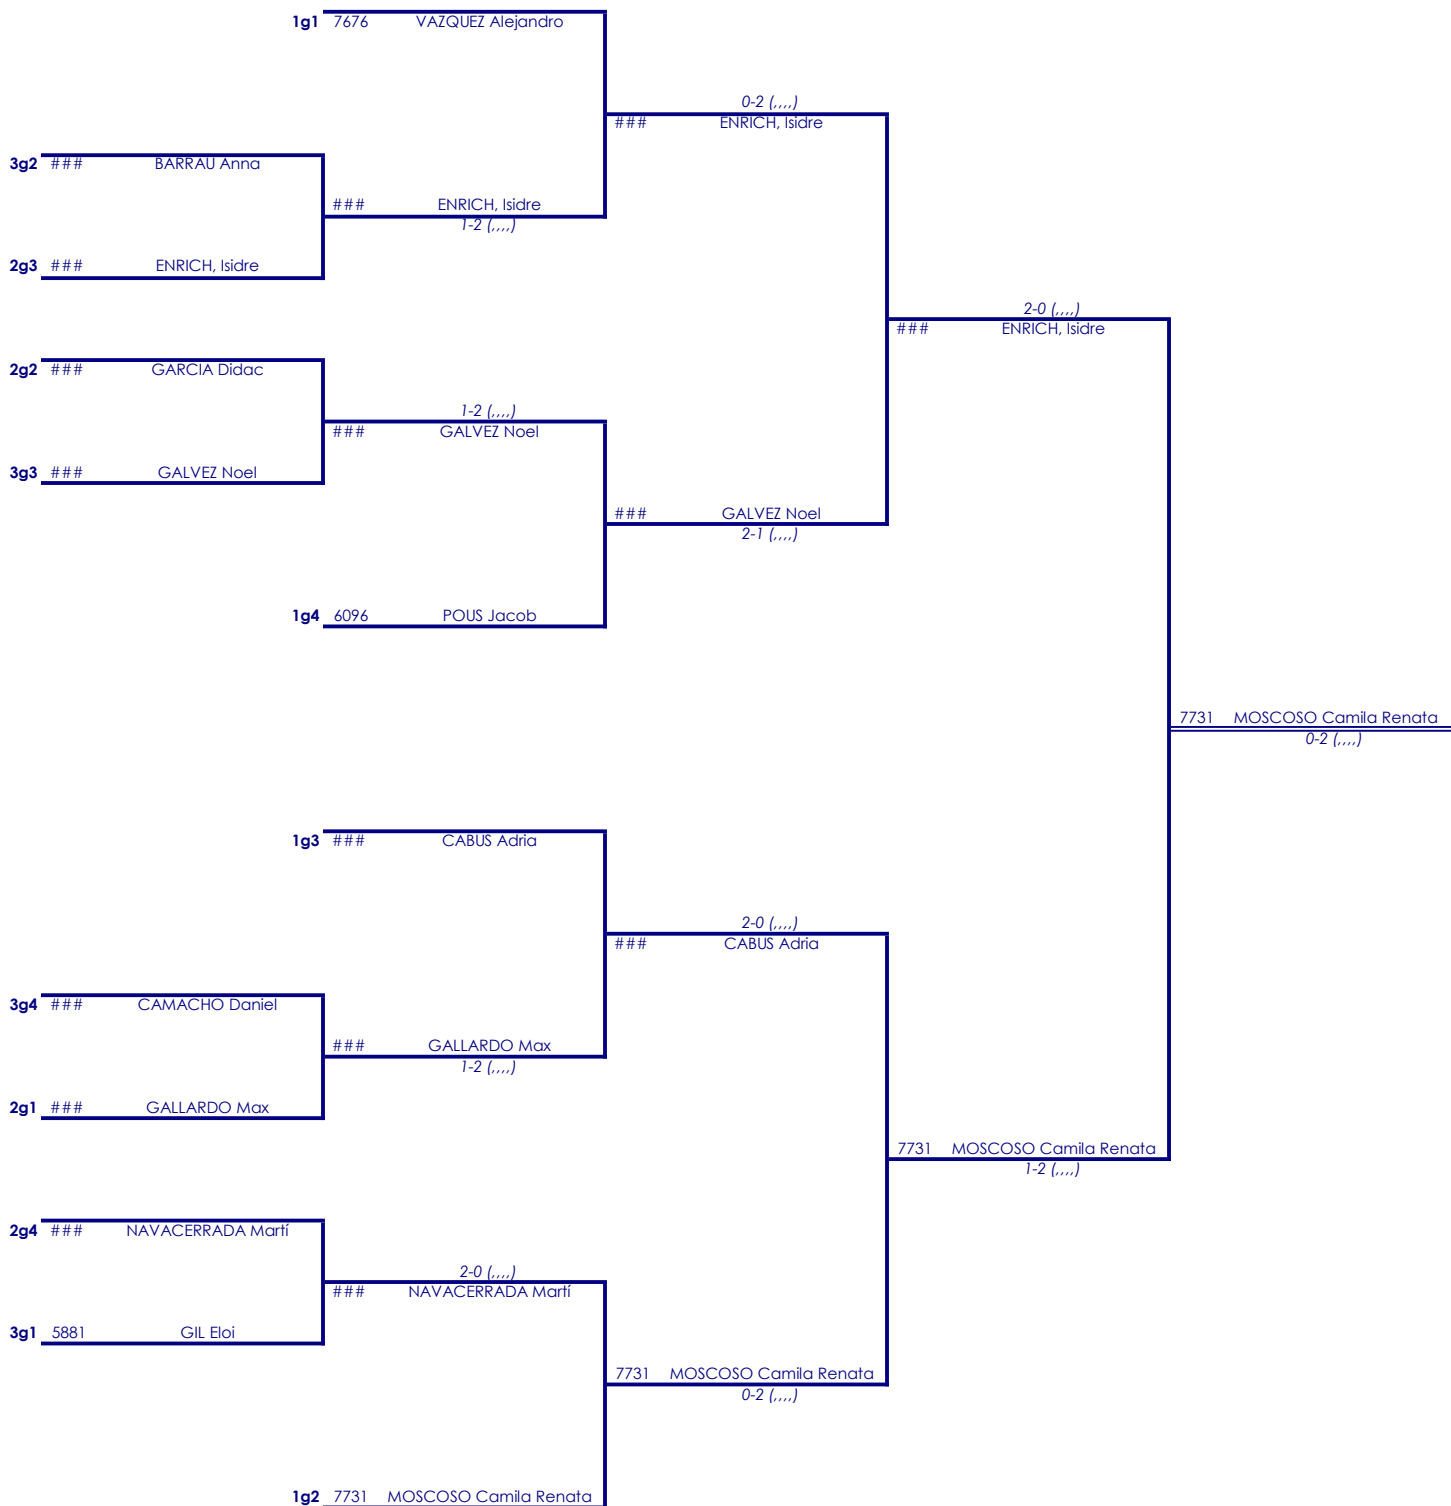 1g1 7676 VAZQUEZ Alejandro
0-2 (,,,,)
### ENRICH, Isidre
3g2 ### BARRAU Anna
### ENRICH, Isidre
1-2 (,,,,)
2g3 ### ENRICH, Isidre
2-0 (,,,,)
### ENRICH, Isidre
2g2 ### GARCIA Didac
1-2 (,,,,)
### GALVEZ Noel
3g3 ### GALVEZ Noel
### GALVEZ Noel
2-1 (,,,,)
1g4 6096 POUS Jacob
7731 MOSCOSO Camila Renata
0-2 (,,,,)
1g3 ### CABUS Adria
2-0 (,,,,)
### CABUS Adria
3g4 ### CAMACHO Daniel
### GALLARDO Max
1-2 (,,,,)
2g1 ### GALLARDO Max
7731 MOSCOSO Camila Renata
1-2 (,,,,)
2g4 ### NAVACERRADA Martí
2-0 (,,,,)
### NAVACERRADA Martí
3g1 5881 GIL Eloi
7731 MOSCOSO Camila Renata
0-2 (,,,,)
1g2 7731 MOSCOSO Camila Renata